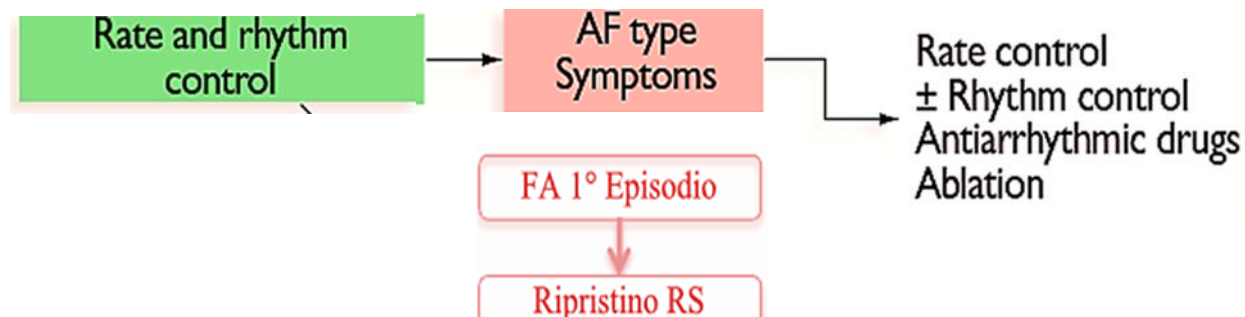 Rate and rhythm
control
AF type
Symptoms
Rate control
± Rhythm control
Antiarrhythmic drugs
Ablation
FA 1° Episodio
Ripristino RS